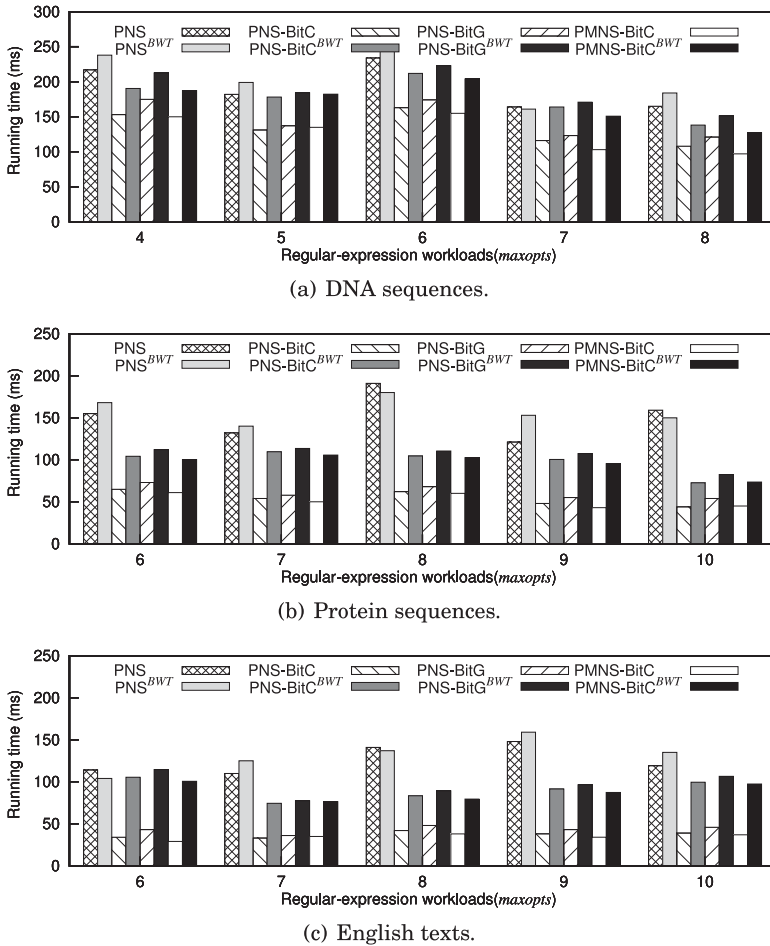 300
250
200
150
100
50
0
Running time (ms)
PNS PNS-BitC PNS-BitG PMNS-BitC
PNS^BWT PNS-BitC^BWT PNS-BitG^BWT PMNS-BitC^BWT
4 5 6 7 8
Regular-expression workloads(maxopts)
(a) DNA sequences.
250
200
150
100
50
0
Running time (ms)
PNS PNS-BitC PNS-BitG PMNS-BitC
PNS^BWT PNS-BitC^BWT PNS-BitG^BWT PMNS-BitC^BWT
6 7 8 9 10
Regular-expression workloads(maxopts)
(b) Protein sequences.
250
200
150
100
50
0
Running time (ms)
PNS PNS-BitC PNS-BitG PMNS-BitC
PNS^BWT PNS-BitC^BWT PNS-BitG^BWT PMNS-BitC^BWT
6 7 8 9 10
Regular-expression workloads(maxopts)
(c) English texts.